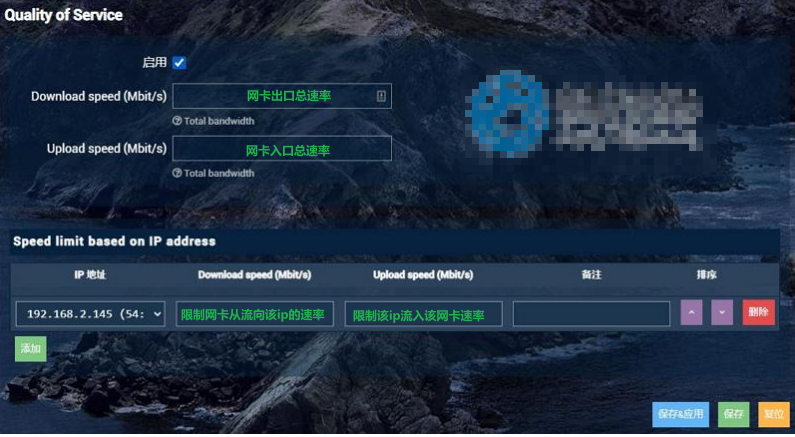 Quality of Service
启用
Download speed (Mbit/s)
网卡出口总速率
Total bandwidth
Upload speed (Mbit/s)
网卡入口总速率
Total bandwidth
Speed limit based on IP address
IP 地址 Download speed (Mbit/s) Upload speed (Mbit/s) 备注 排序
192.168.2.145 (54: 限制网卡从流向该ip的速率 限制该ip流入该网卡速率 删除
添加
保存&应用 保存 复位